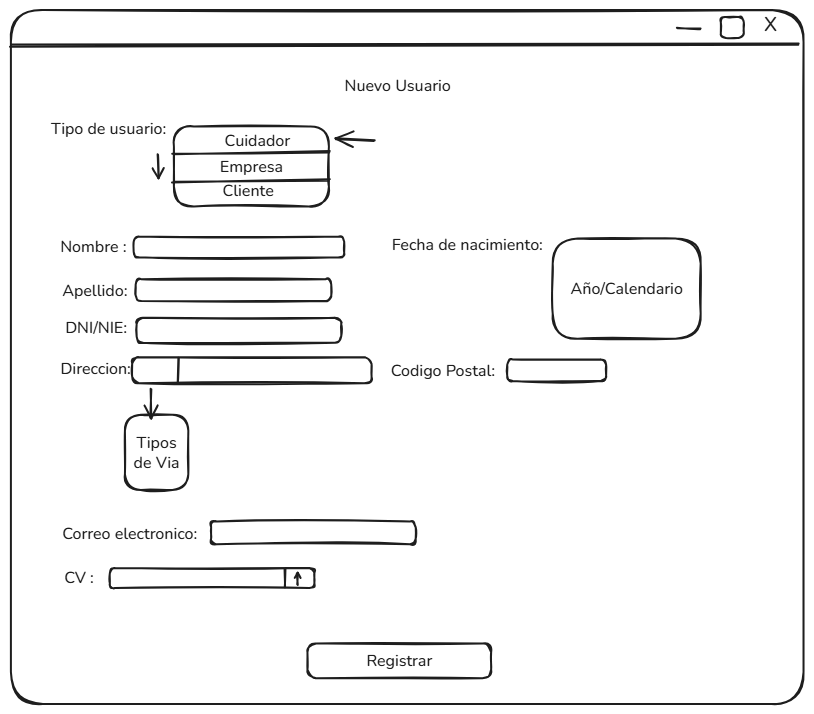 X
Nuevo Usuario
Tipo de usuario:
Cuidador
Empresa
Cliente
Nombre :
Fecha de nacimiento:
Apellido:
Año/Calendario
DNI/NIE:
Direccion:
Codigo Postal:
Tipos
de Via
Correo electronico:
CV :
Registrar